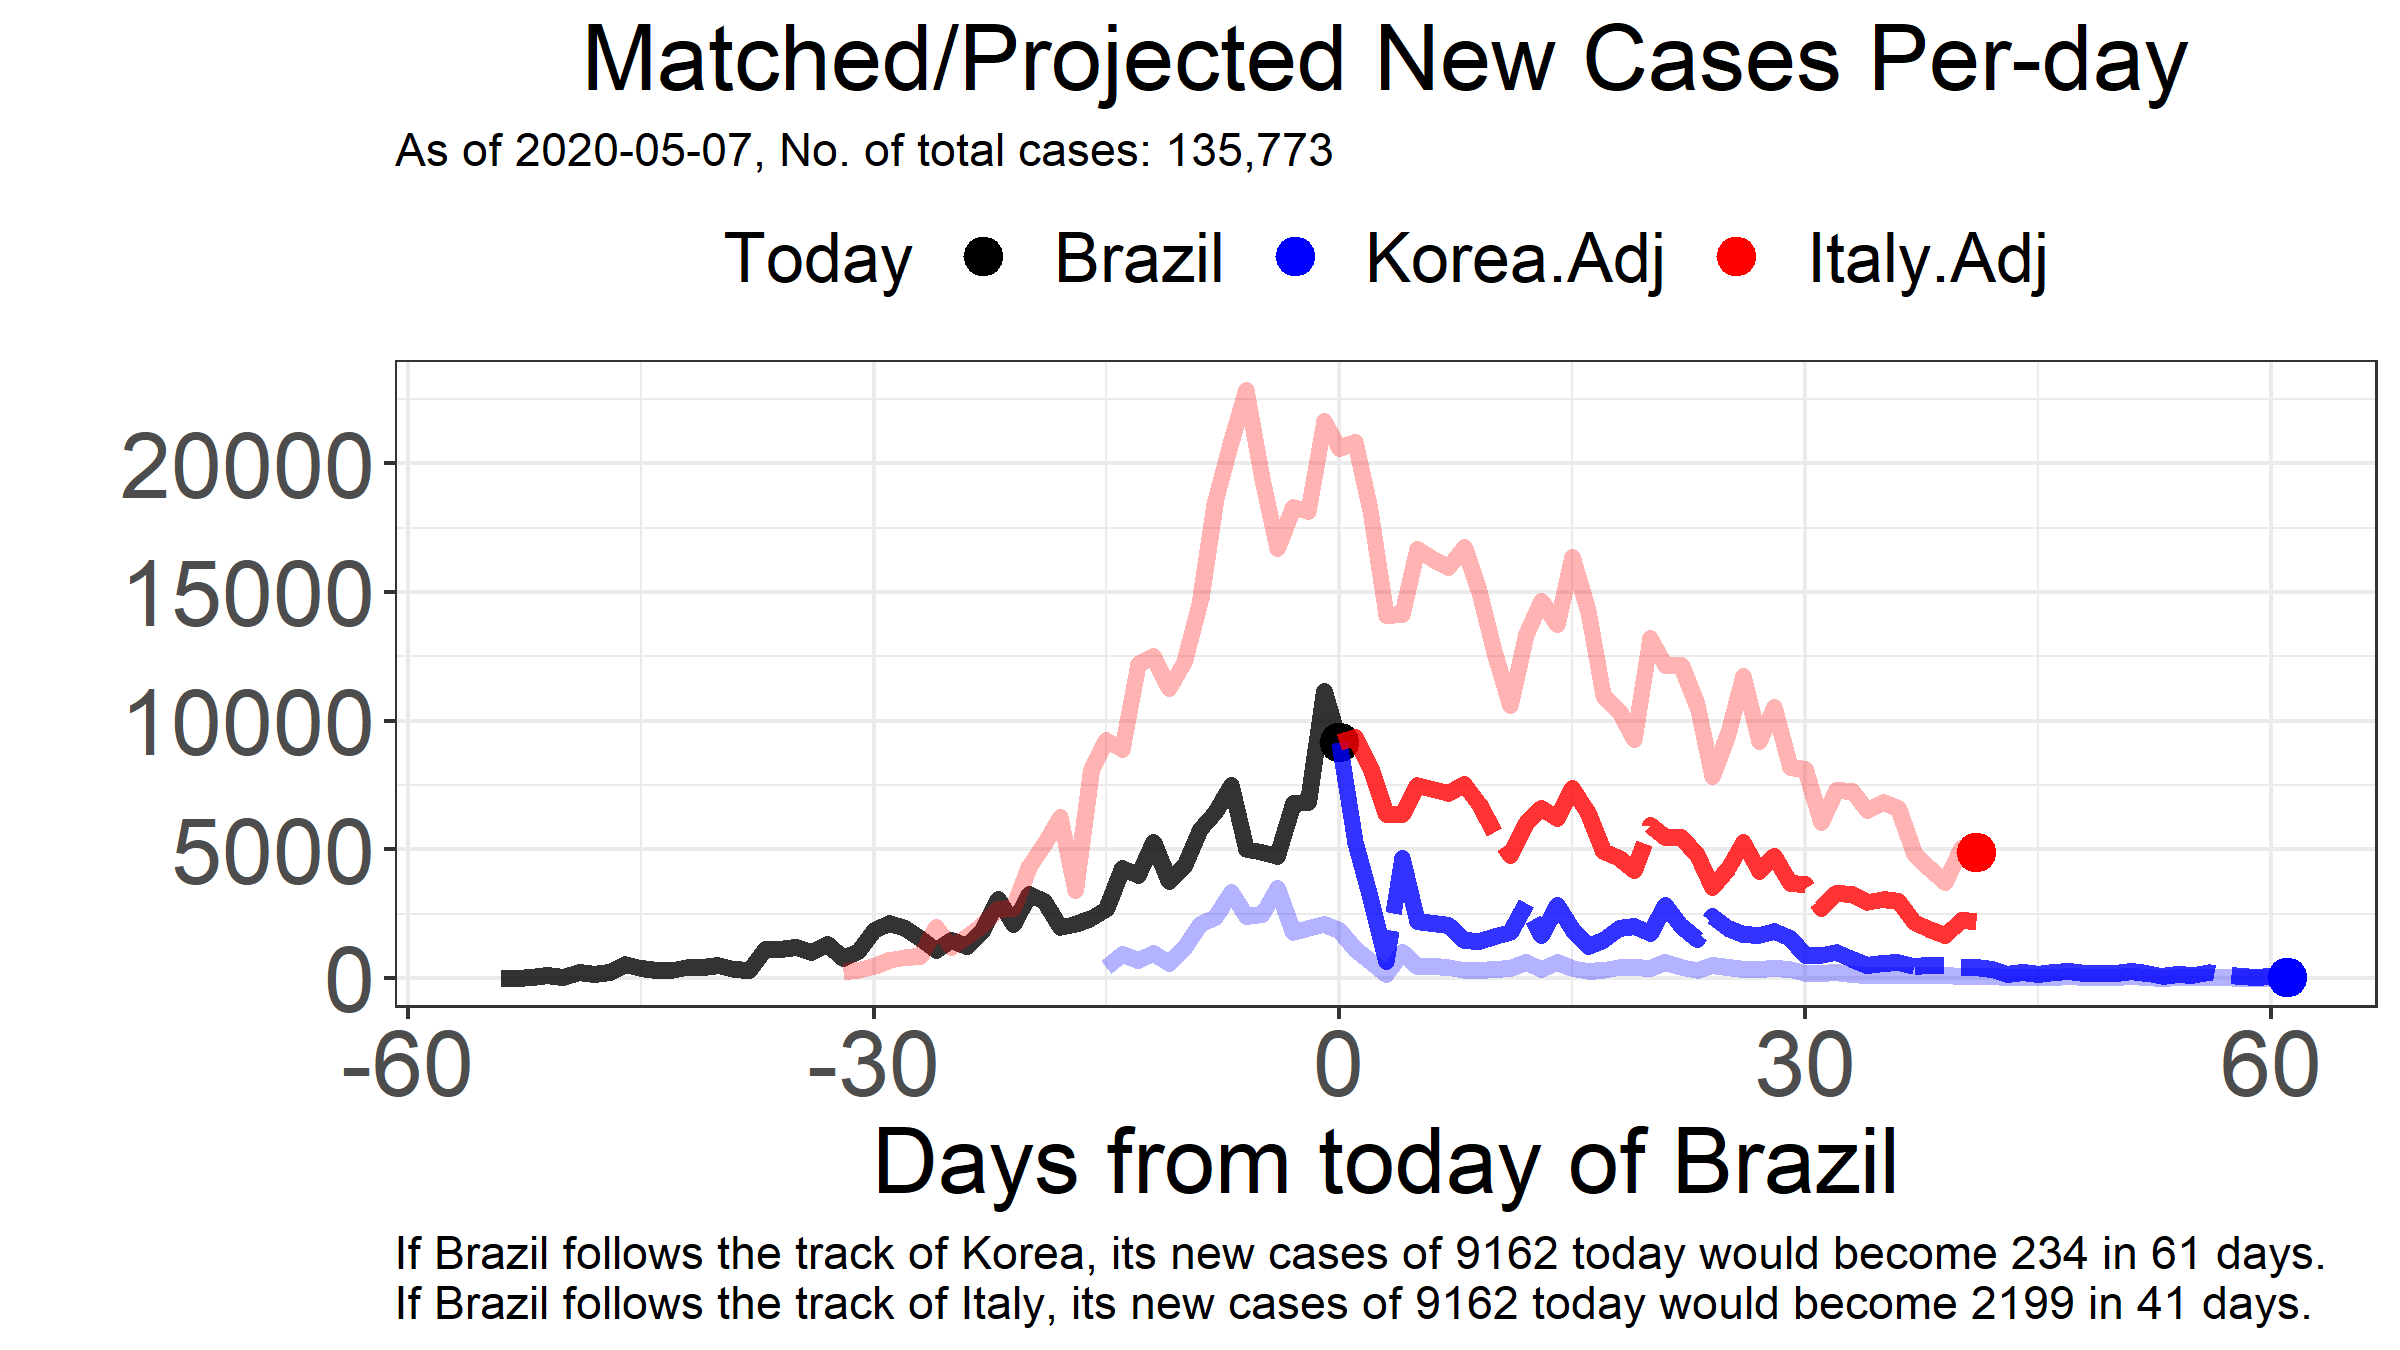 Matched/Projected New Cases Per-day
As of 2020-05-07, No. of total cases: 135,773
Today Brazil Korea.Adj Italy.Adj
20000
15000
10000
5000
0
-60 -30 0 30 60
Days from today of Brazil
If Brazil follows the track of Korea, its new cases of 9162 today would become 234 in 61 days.
If Brazil follows the track of Italy, its new cases of 9162 today would become 2199 in 41 days.